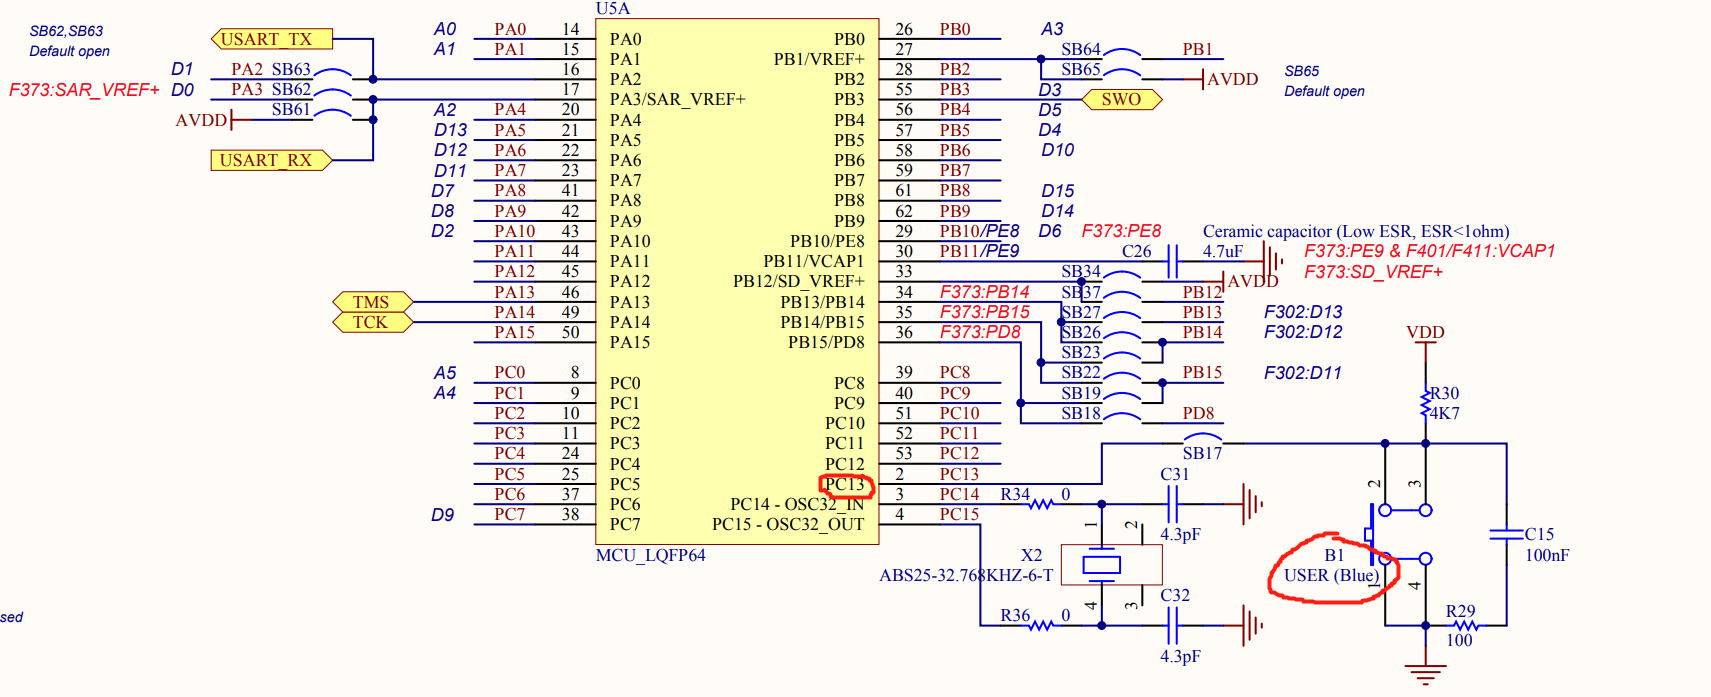 U5A
SB62,SB63
Default open
USART_TX
D1 PA2 SB63
F373:SAR_VREF+ D0 PA3 SB62
AVDD SB61
USART_RX
A0 PA0 14 PA0
A1 PA1 15 PA1
16 PA2
17 PA3/SAR_VREF+
A2 PA4 20 PA4
D13 PA5 21 PA5
D12 PA6 22 PA6
D11 PA7 23 PA7
D7 PA8 41 PA8
D8 PA9 42 PA9
D2 PA10 43 PA10
PA11 44 PA11
PA12 45 PA12
TMS PA13 46 PA13
TCK PA14 49 PA14
PA15 50 PA15
A5 PC0 8 PC0
A4 PC1 9 PC1
PC2 10 PC2
PC3 11 PC3
PC4 24 PC4
PC5 25 PC5
PC6 37 PC6
D9 PC7 38 PC7
MCU_LQFP64
PB0 26 PB0 A3
PB1/VREF+ 27 SB64 PB1
PB2 28 PB2 SB65 AVDD
SB65
Default open
PB3 55 PB3 D3 SWO
PB4 56 PB4 D5
PB5 57 PB5 D4
PB6 58 PB6 D10
PB7 59 PB7
PB8 61 PB8 D15
PB9 62 PB9 D14
PB10/PE8 29 PB10/PE8 D6 F373:PE8
PB11/VCAP1 30 PB11/PE9 C26 4.7uF
Ceramic capacitor (Low ESR, ESR<1ohm)
F373:PE9 & F401/F411:VCAP1
F373:SD_VREF+
PB12/SD_VREF+ 33 SB34 AVDD
PB13/PB14 34 F373:PB14 SB37 PB12
PB14/PB15 35 F373:PB15 SB27 PB13 F302:D13
PB15/PD8 36 F373:PD8 SB26 PB14 F302:D12
SB23
PC8 39 PC8 SB22 PB15 F302:D11
PC9 40 PC9 SB19
PC10 51 PC10 SB18 PD8
PC11 52 PC11
PC12 53 PC12 SB17
PC13 2 PC13
PC14 - OSC32_IN 3 PC14 R34 0 C31
PC15 - OSC32_OUT 4 PC15
4.3pF
1 2
X2
ABS25-32.768KHZ-6-T
4 3
R36 0 C32
4.3pF
VDD
R30
4K7
2 3
B1
USER (Blue)
1 4
C15
100nF
R29
100
sed